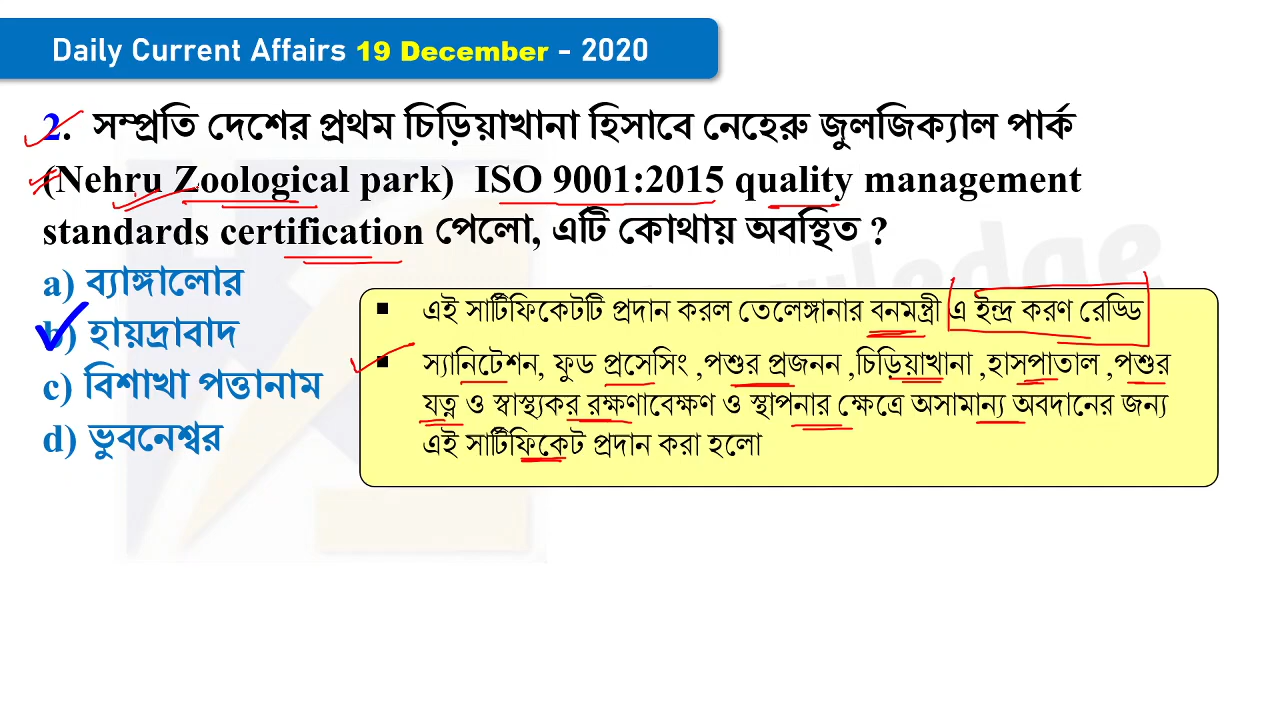 Daily Current Affairs 19 December - 2020
2. সম্প্রতি দেশের প্রথম চিড়িয়াখানা হিসাবে নেহেরু জুলজিক্যাল পার্ক
(Nehru Zoological park) ISO 9001:2015 quality management
standards certification পেলো, এটি কোথায় অবস্থিত ?
a) ব্যাঙ্গালোর
b) হায়দ্রাবাদ
c) বিশাখা পত্তানাম
d) ভুবনেশ্বর
▪ এই সার্টিফিকেটটি প্রদান করল তেলেঙ্গানার বনমন্ত্রী এ ইন্দ্র করণ রেড্ডি
▪ স্যানিটেশন, ফুড প্রসেসিং ,পশুর প্রজনন ,চিড়িয়াখানা ,হাসপাতাল ,পশুর
যত্ন ও স্বাস্থ্যকর রক্ষণাবেক্ষণ ও স্থাপনার ক্ষেত্রে অসামান্য অবদানের জন্য
এই সার্টিফিকেট প্রদান করা হলো